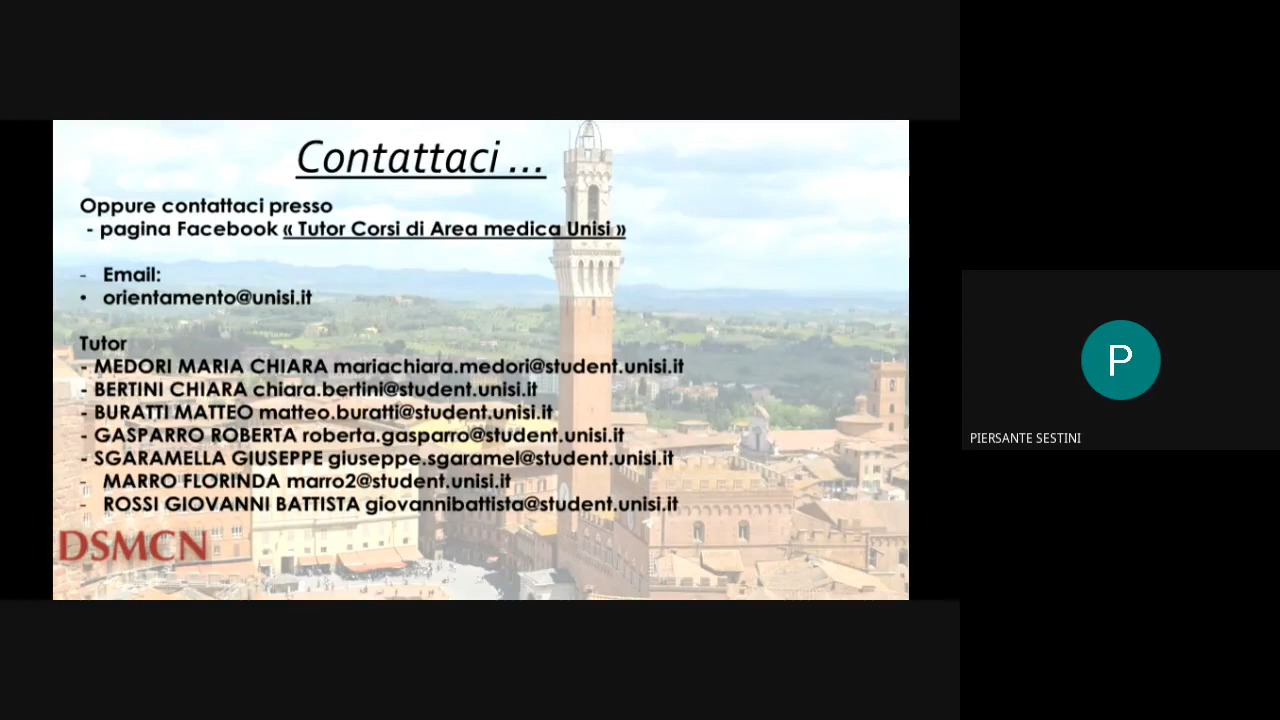 Contattaci ...
Oppure contattaci presso
- pagina Facebook « Tutor Corsi di Area medica Unisi »
- Email:
• orientamento@unisi.it
Tutor
- MEDORI MARIA CHIARA mariachiara.medori@student.unisi.it
- BERTINI CHIARA chiara.bertini@student.unisi.it
- BURATTI MATTEO matteo.buratti@student.unisi.it
- GASPARRO ROBERTA roberta.gasparro@student.unisi.it
- SGARAMELLA GIUSEPPE giuseppe.sgaramel@student.unisi.it
- MARRO FLORINDA marro2@student.unisi.it
- ROSSI GIOVANNI BATTISTA giovannibattista@student.unisi.it
DSMCN
P
PIERSANTE SESTINI